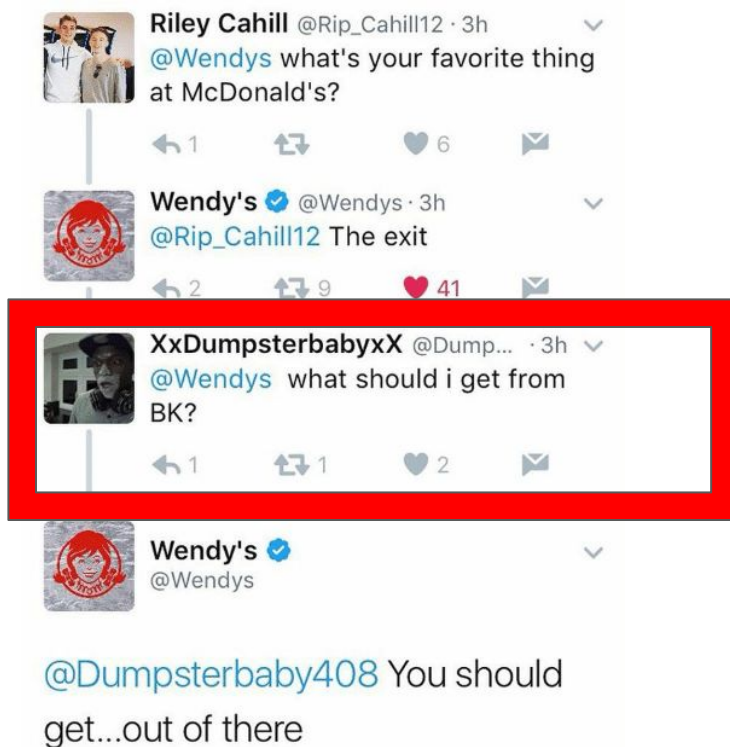 Riley Cahill @Rip_Cahill12 · 3h
@Wendys what's your favorite thing
at McDonald's?
1 6
Wendy's @Wendys · 3h
@Rip_Cahill12 The exit
2 9 41
XxDumpsterbabyxX @Dump... · 3h
@Wendys what should i get from
BK?
1 1 2
Wendy's
@Wendys
@Dumpsterbaby408 You should
get...out of there